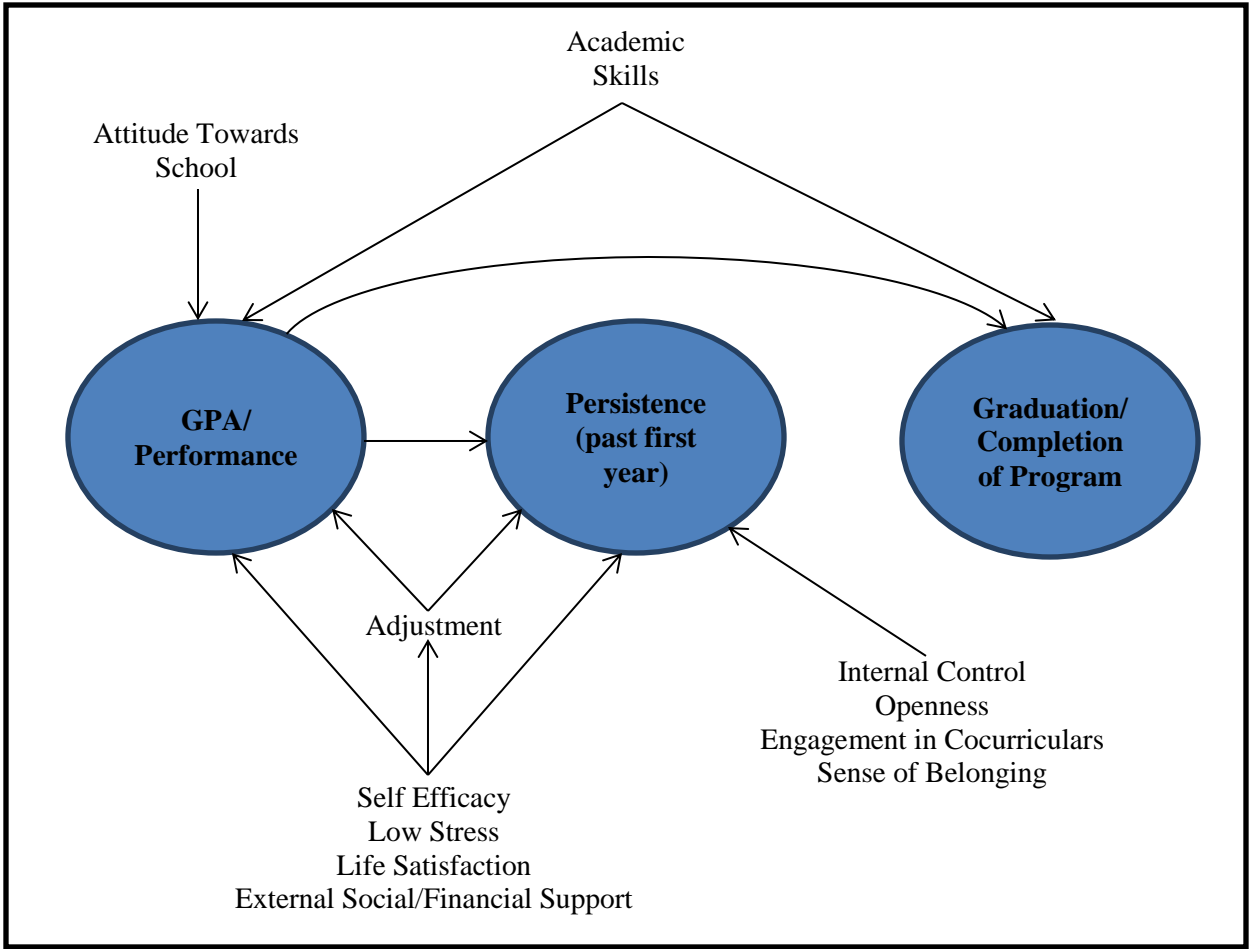 Academic
Skills
Attitude Towards
School
GPA/
Performance
Persistence
(past first
year)
Graduation/
Completion
of Program
Adjustment
Internal Control
Openness
Engagement in Cocurriculars
Sense of Belonging
Self Efficacy
Low Stress
Life Satisfaction
External Social/Financial Support